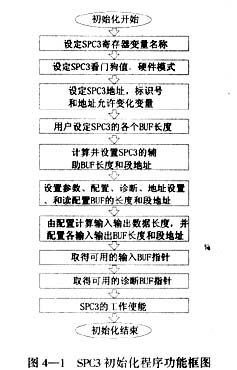 初始化开始
设定SPC3寄存器变量名称
设定SPC3看门狗值、硬件模式
设定SPC3地址，标识号
和地址允许变化变量
用户设定SPC3的各个BUF长度
计算并设置SPC3的辅
助BUF长度和段地址
设置参数、配置、诊断、地址设置
、和读配置BUF的长度和段地址
由配置计算输入输出数据长度，并
配置各输入输出BUF长度和段地址
取得可用的输入BUF指针
取得可用的诊断BUF指针
SPC3的工作使能
初始化结束
图 4—1 SPC3 初始化程序功能框图